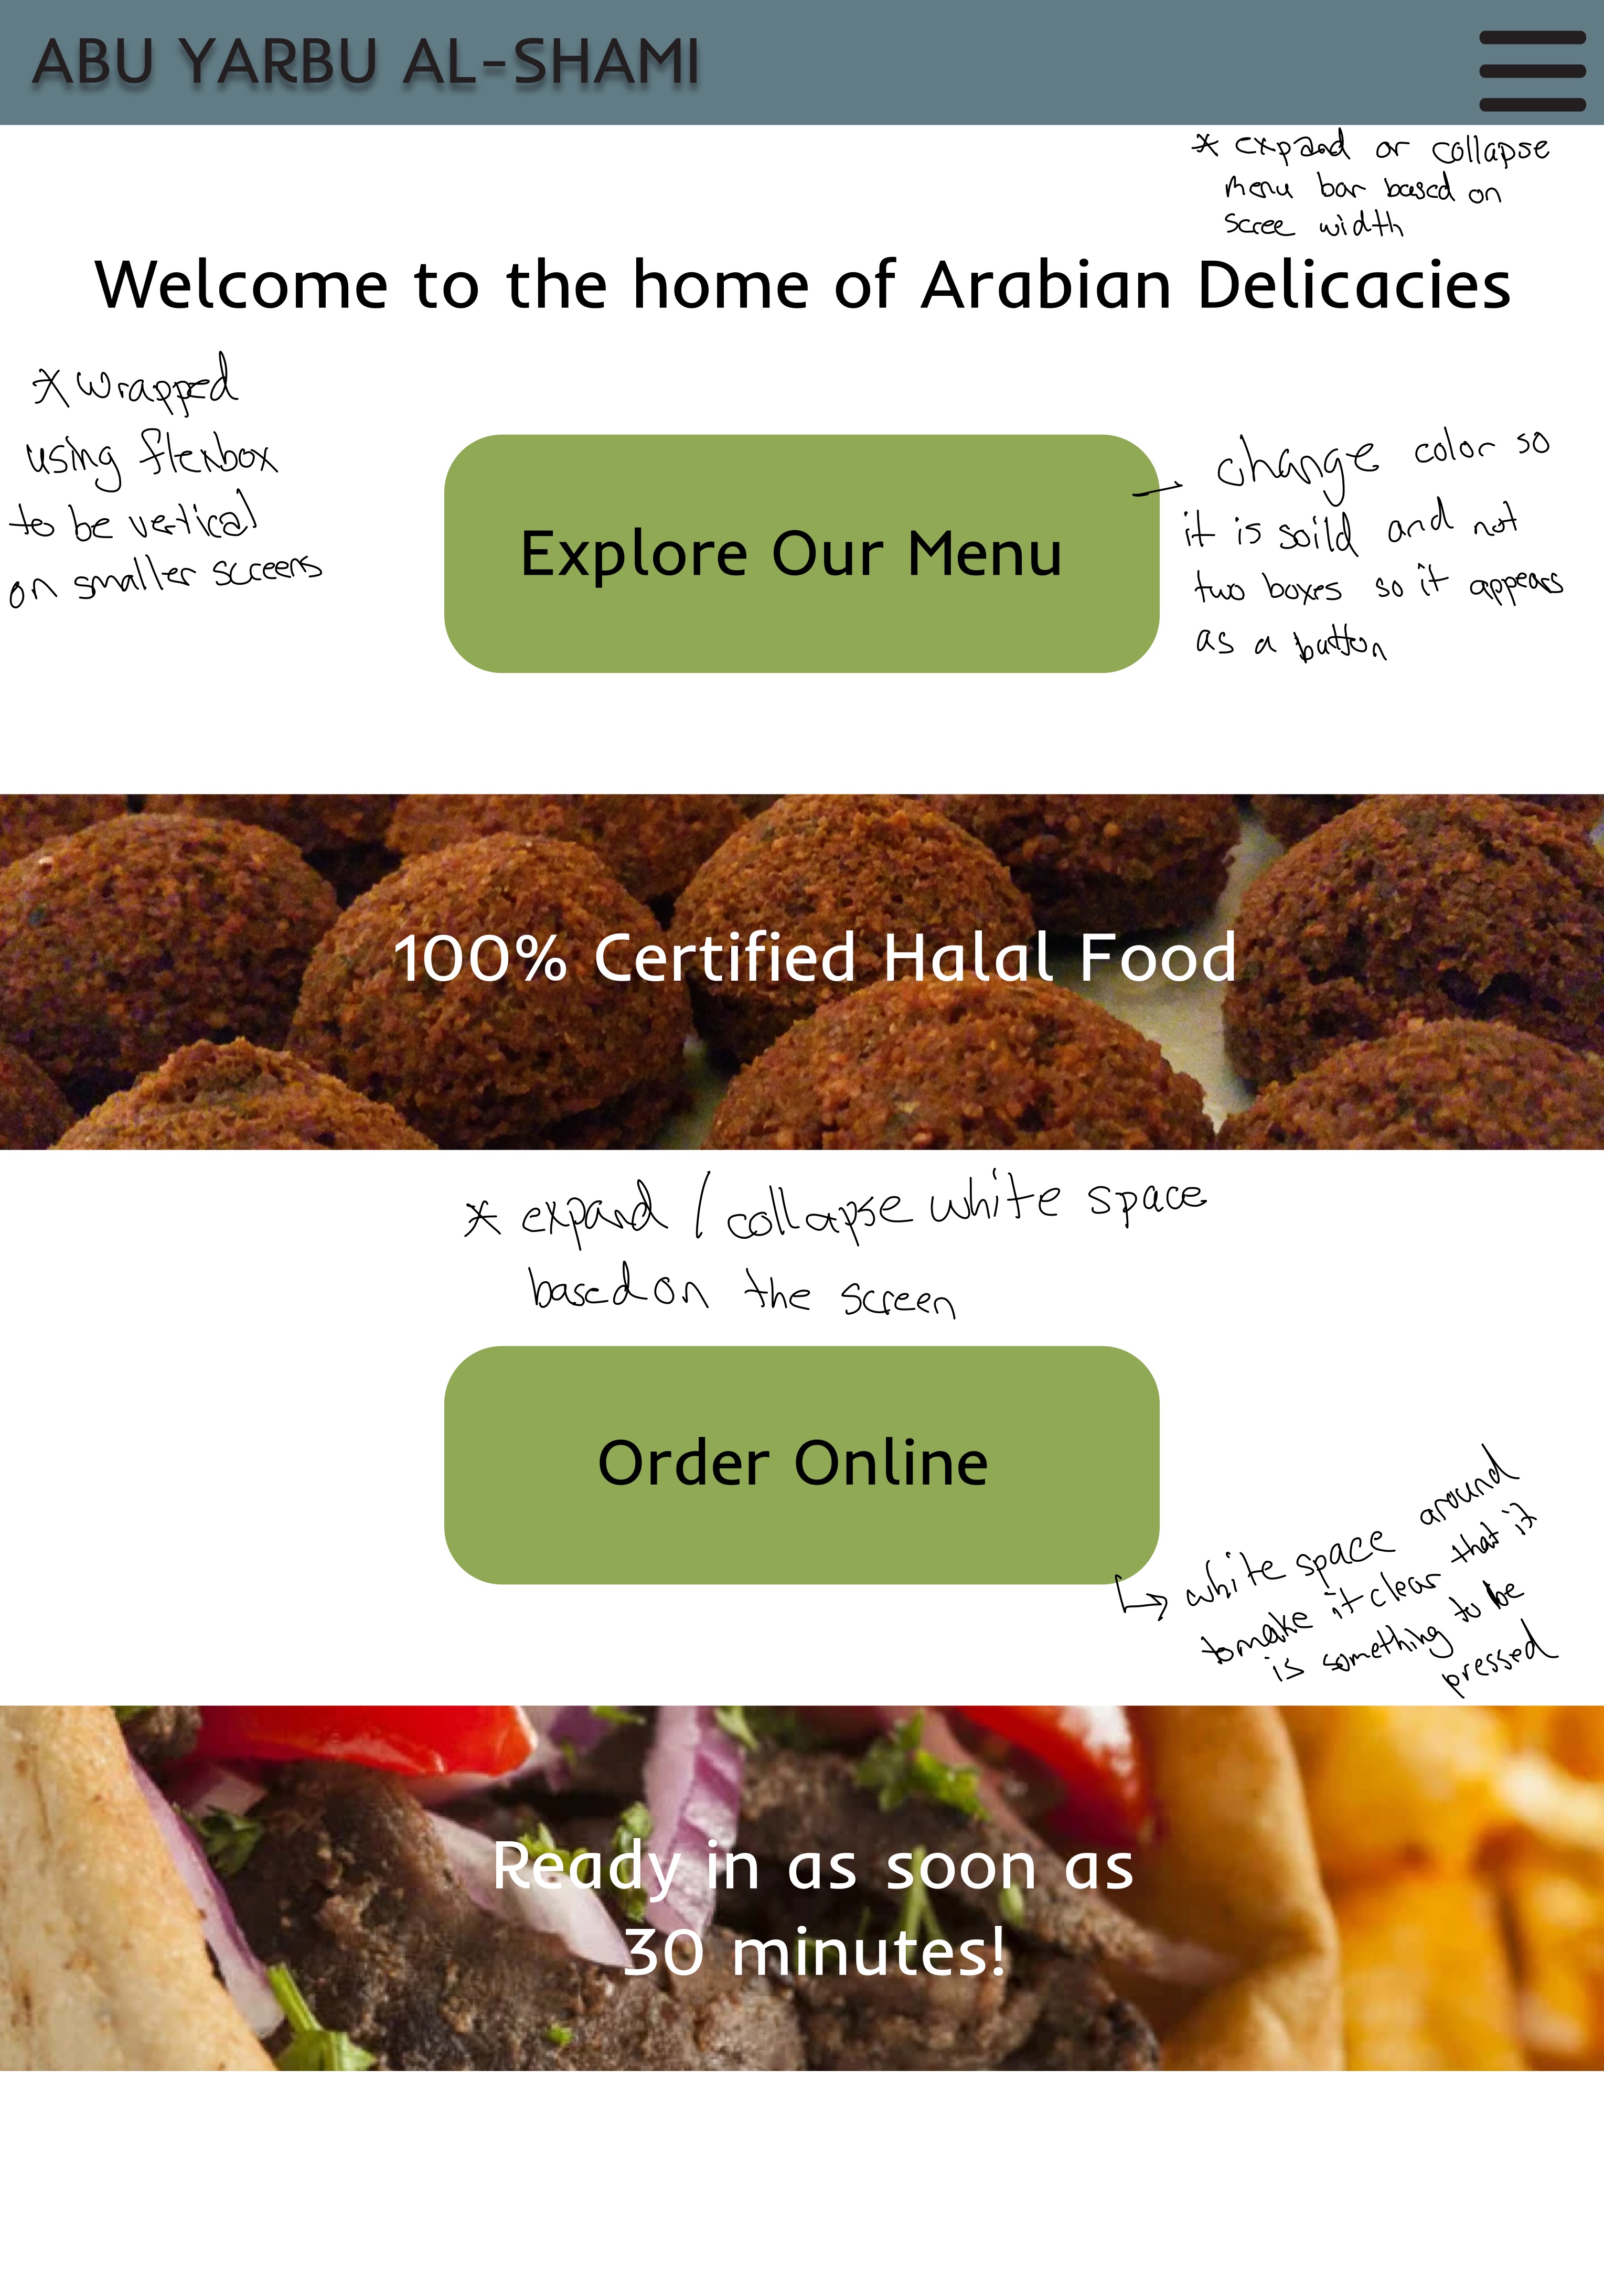 ABU YARBU AL-SHAMI
* expand or collapse
menu bar based on
scree width
Welcome to the home of Arabian Delicacies
* wrapped
using flexbox
to be vertical
on smaller screens
Explore Our Menu
change color so
it is soild and not
two boxes so it appears
as a button
100% Certified Halal Food
* expand / collapse white space
based on the screen
Order Online
white space around
to make it clear that it
is something to be
pressed
Ready in as soon as
30 minutes!